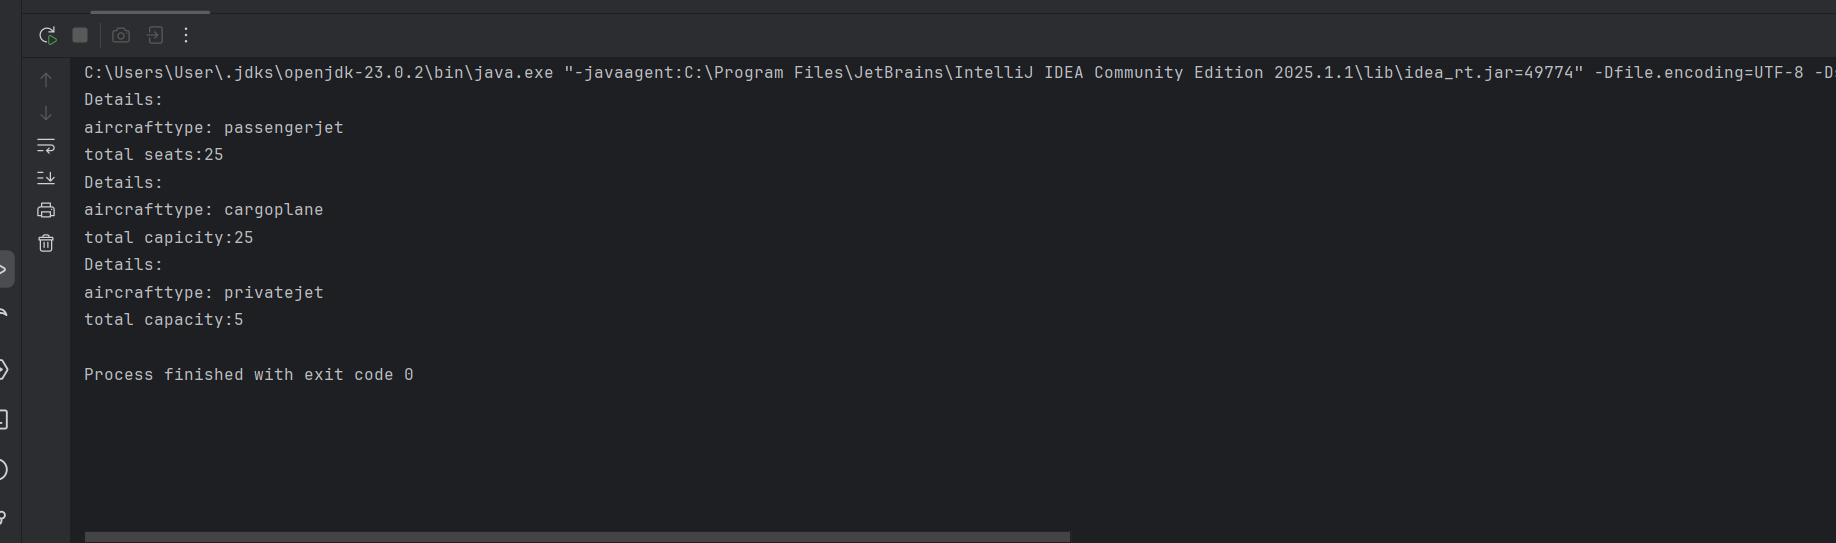 C:\Users\User\.jdks\openjdk-23.0.2\bin\java.exe "-javaagent:C:\Program Files\JetBrains\IntelliJ IDEA Community Edition 2025.1.1\lib\idea_rt.jar=49774" -Dfile.encoding=UTF-8 -Ds
Details:
aircrafttype: passengerjet
total seats:25
Details:
aircrafttype: cargoplane
total capicity:25
Details:
aircrafttype: privatejet
total capacity:5
Process finished with exit code 0